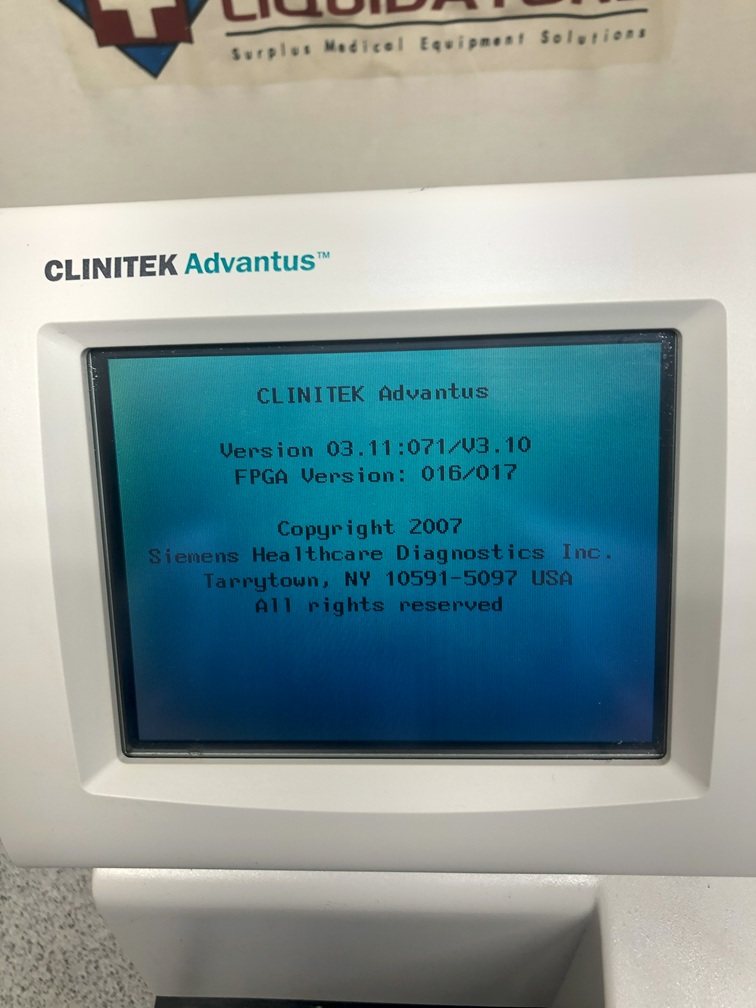 Surplus Medical Equipment Solutions
CLINITEK Advantus™
CLINITEK Advantus
Version 03.11:071/V3.10
FPGA Version: 016/017
Copyright 2007
Siemens Healthcare Diagnostics Inc.
Tarrytown, NY 10591-5097 USA
All rights reserved